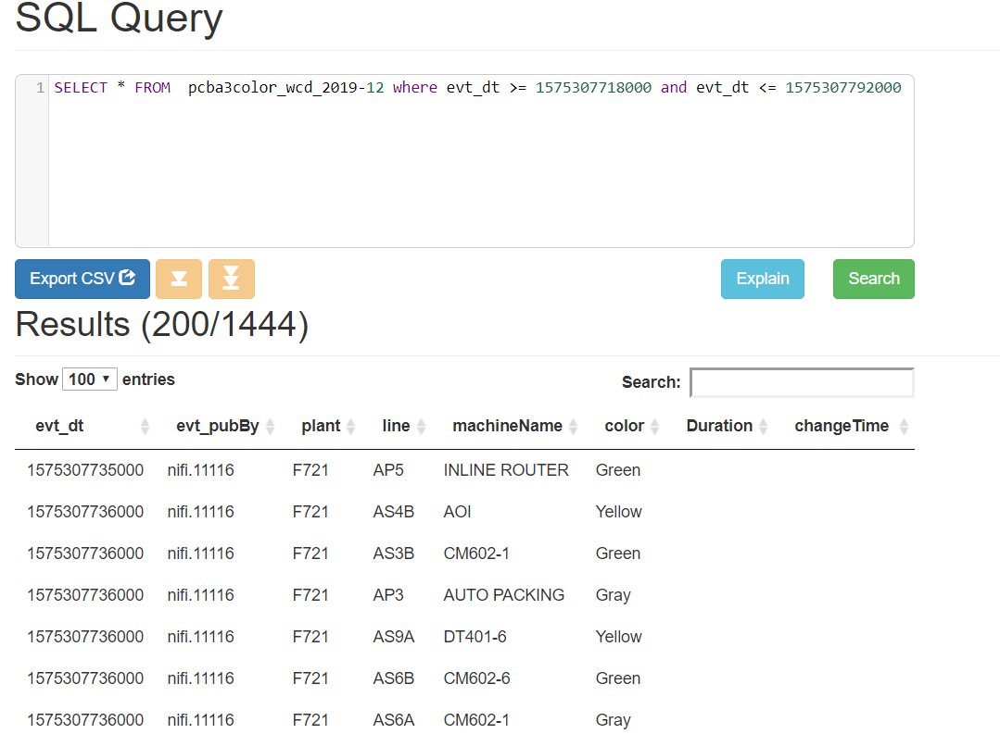 SQL Query
1 SELECT * FROM pcba3color_wcd_2019-12 where evt_dt >= 1575307718000 and evt_dt <= 1575307792000
Export CSV Explain Search
Results (200/1444)
Show 100 entries Search:
evt_dt evt_pubBy plant line machineName color Duration changeTime
1575307735000 nifi.11116 F721 AP5 INLINE ROUTER Green
1575307736000 nifi.11116 F721 AS4B AOI Yellow
1575307736000 nifi.11116 F721 AS3B CM602-1 Green
1575307736000 nifi.11116 F721 AP3 AUTO PACKING Gray
1575307736000 nifi.11116 F721 AS9A DT401-6 Yellow
1575307736000 nifi.11116 F721 AS6B CM602-6 Green
1575307736000 nifi.11116 F721 AS6A CM602-1 Gray